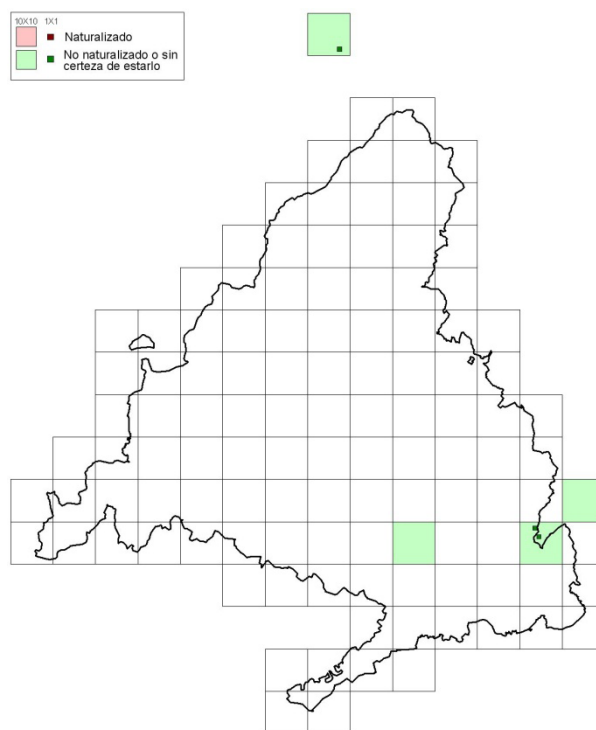 10X10 1X1
Naturalizado
No naturalizado o sin
certeza de estarlo